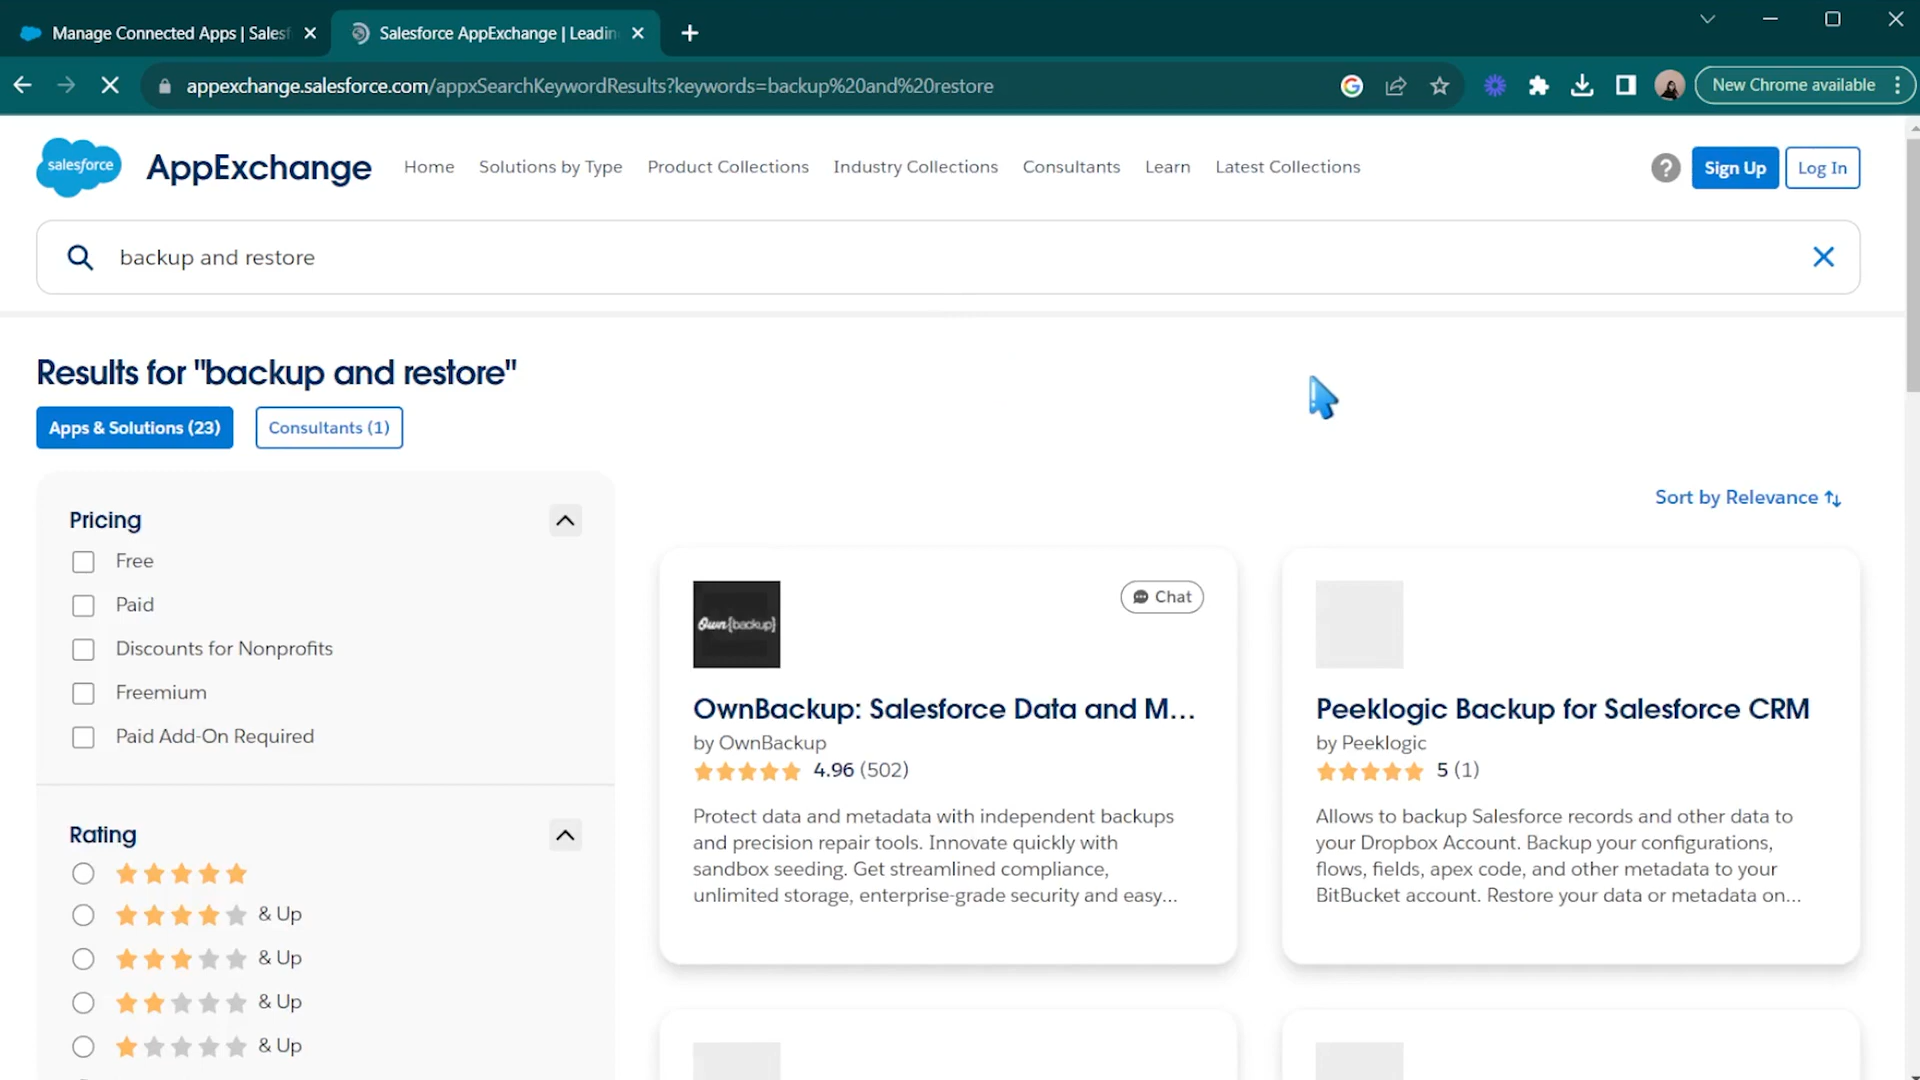 Manage Connected Apps | Salesf
Salesforce AppExchange | Leadin
appexchange.salesforce.com/appxSearchKeywordResults?keywords=backup%20and%20restore
New Chrome available
salesforce
AppExchange
Home
Solutions by Type
Product Collections
Industry Collections
Consultants
Learn
Latest Collections
?
Sign Up
Log In
backup and restore
Results for "backup and restore"
Apps & Solutions (23)
Consultants (1)
Sort by Relevance
Pricing
Free
Paid
Discounts for Nonprofits
Freemium
Paid Add-On Required
Rating
& Up
& Up
& Up
& Up
Own{backup}
Chat
OwnBackup: Salesforce Data and M...
by OwnBackup
4.96 (502)
Protect data and metadata with independent backups
and precision repair tools. Innovate quickly with
sandbox seeding. Get streamlined compliance,
unlimited storage, enterprise-grade security and easy...
Peeklogic Backup for Salesforce CRM
by Peeklogic
5 (1)
Allows to backup Salesforce records and other data to
your Dropbox Account. Backup your configurations,
flows, fields, apex code, and other metadata to your
BitBucket account. Restore your data or metadata on...